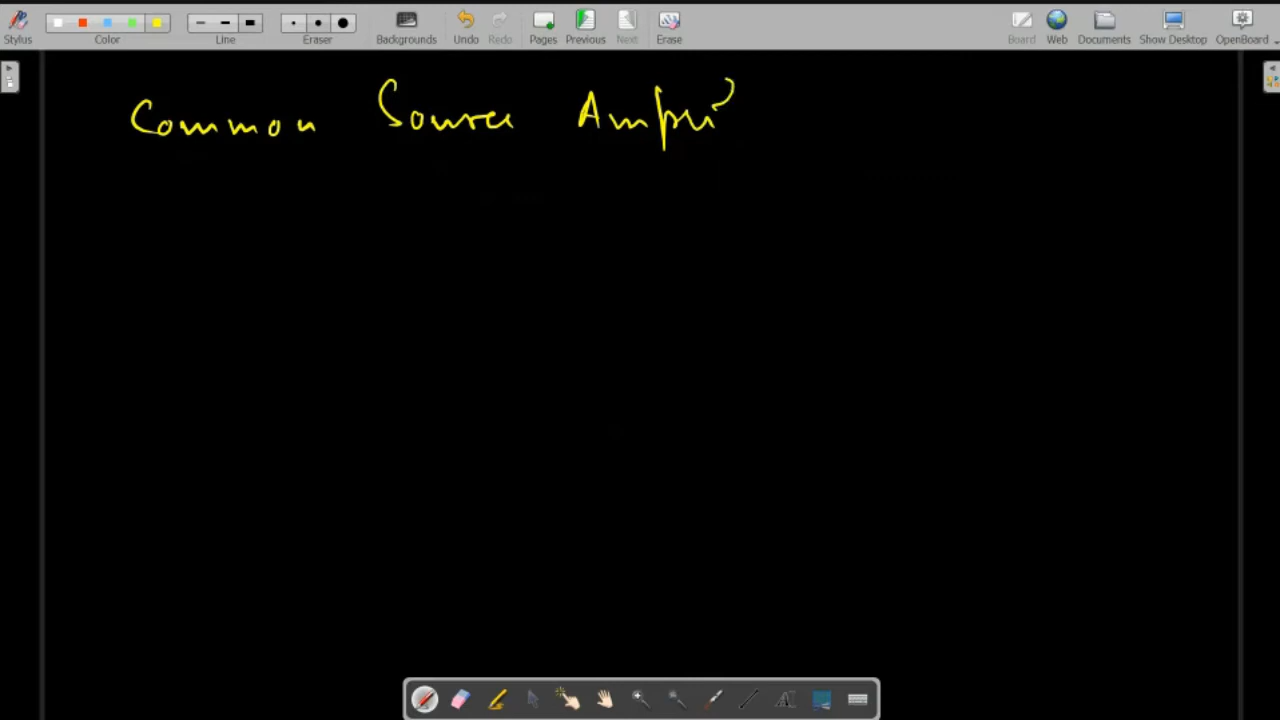 Stylus
Color
Line
Eraser
Backgrounds
Undo
Redo
Pages
Previous
Next
Erase
Board
Web
Documents
Show Desktop
OpenBoard
Common Source